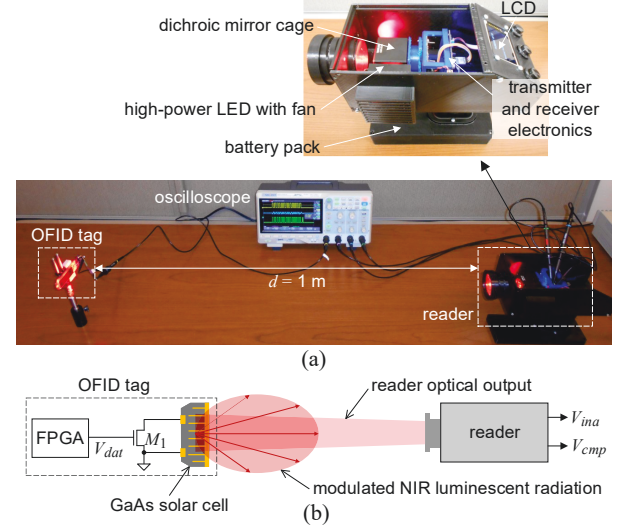 dichroic mirror cage
LCD
high-power LED with fan
transmitter
and receiver
electronics
battery pack
oscilloscope
OFID tag
d = 1 m
reader
(a)
OFID tag
reader optical output
FPGA
V_dat
M_1
reader
V_ina
V_cmp
GaAs solar cell
modulated NIR luminescent radiation
(b)